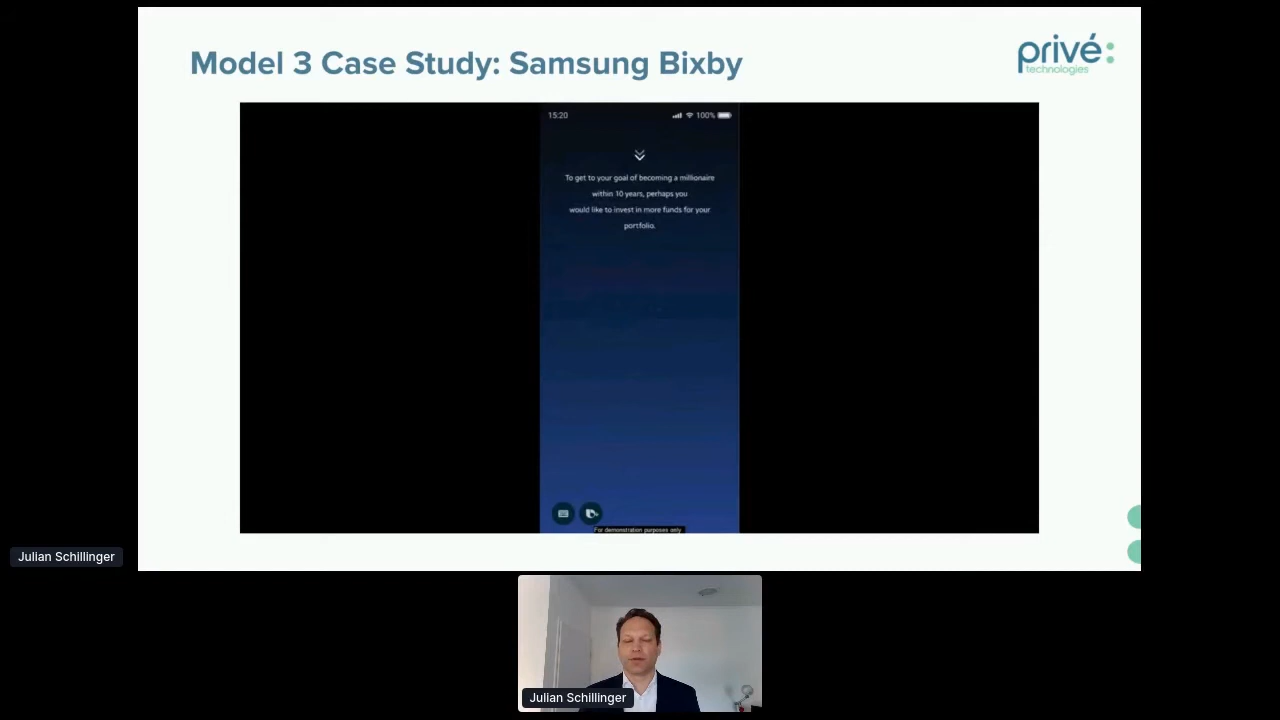 Model 3 Case Study: Samsung Bixby
privé:
technologies
15:20
100%
To get to your goal of becoming a millionaire
within 10 years, perhaps you
would like to invest in more funds for your
portfolio.
For demonstration purposes only
Julian Schillinger
Julian Schillinger